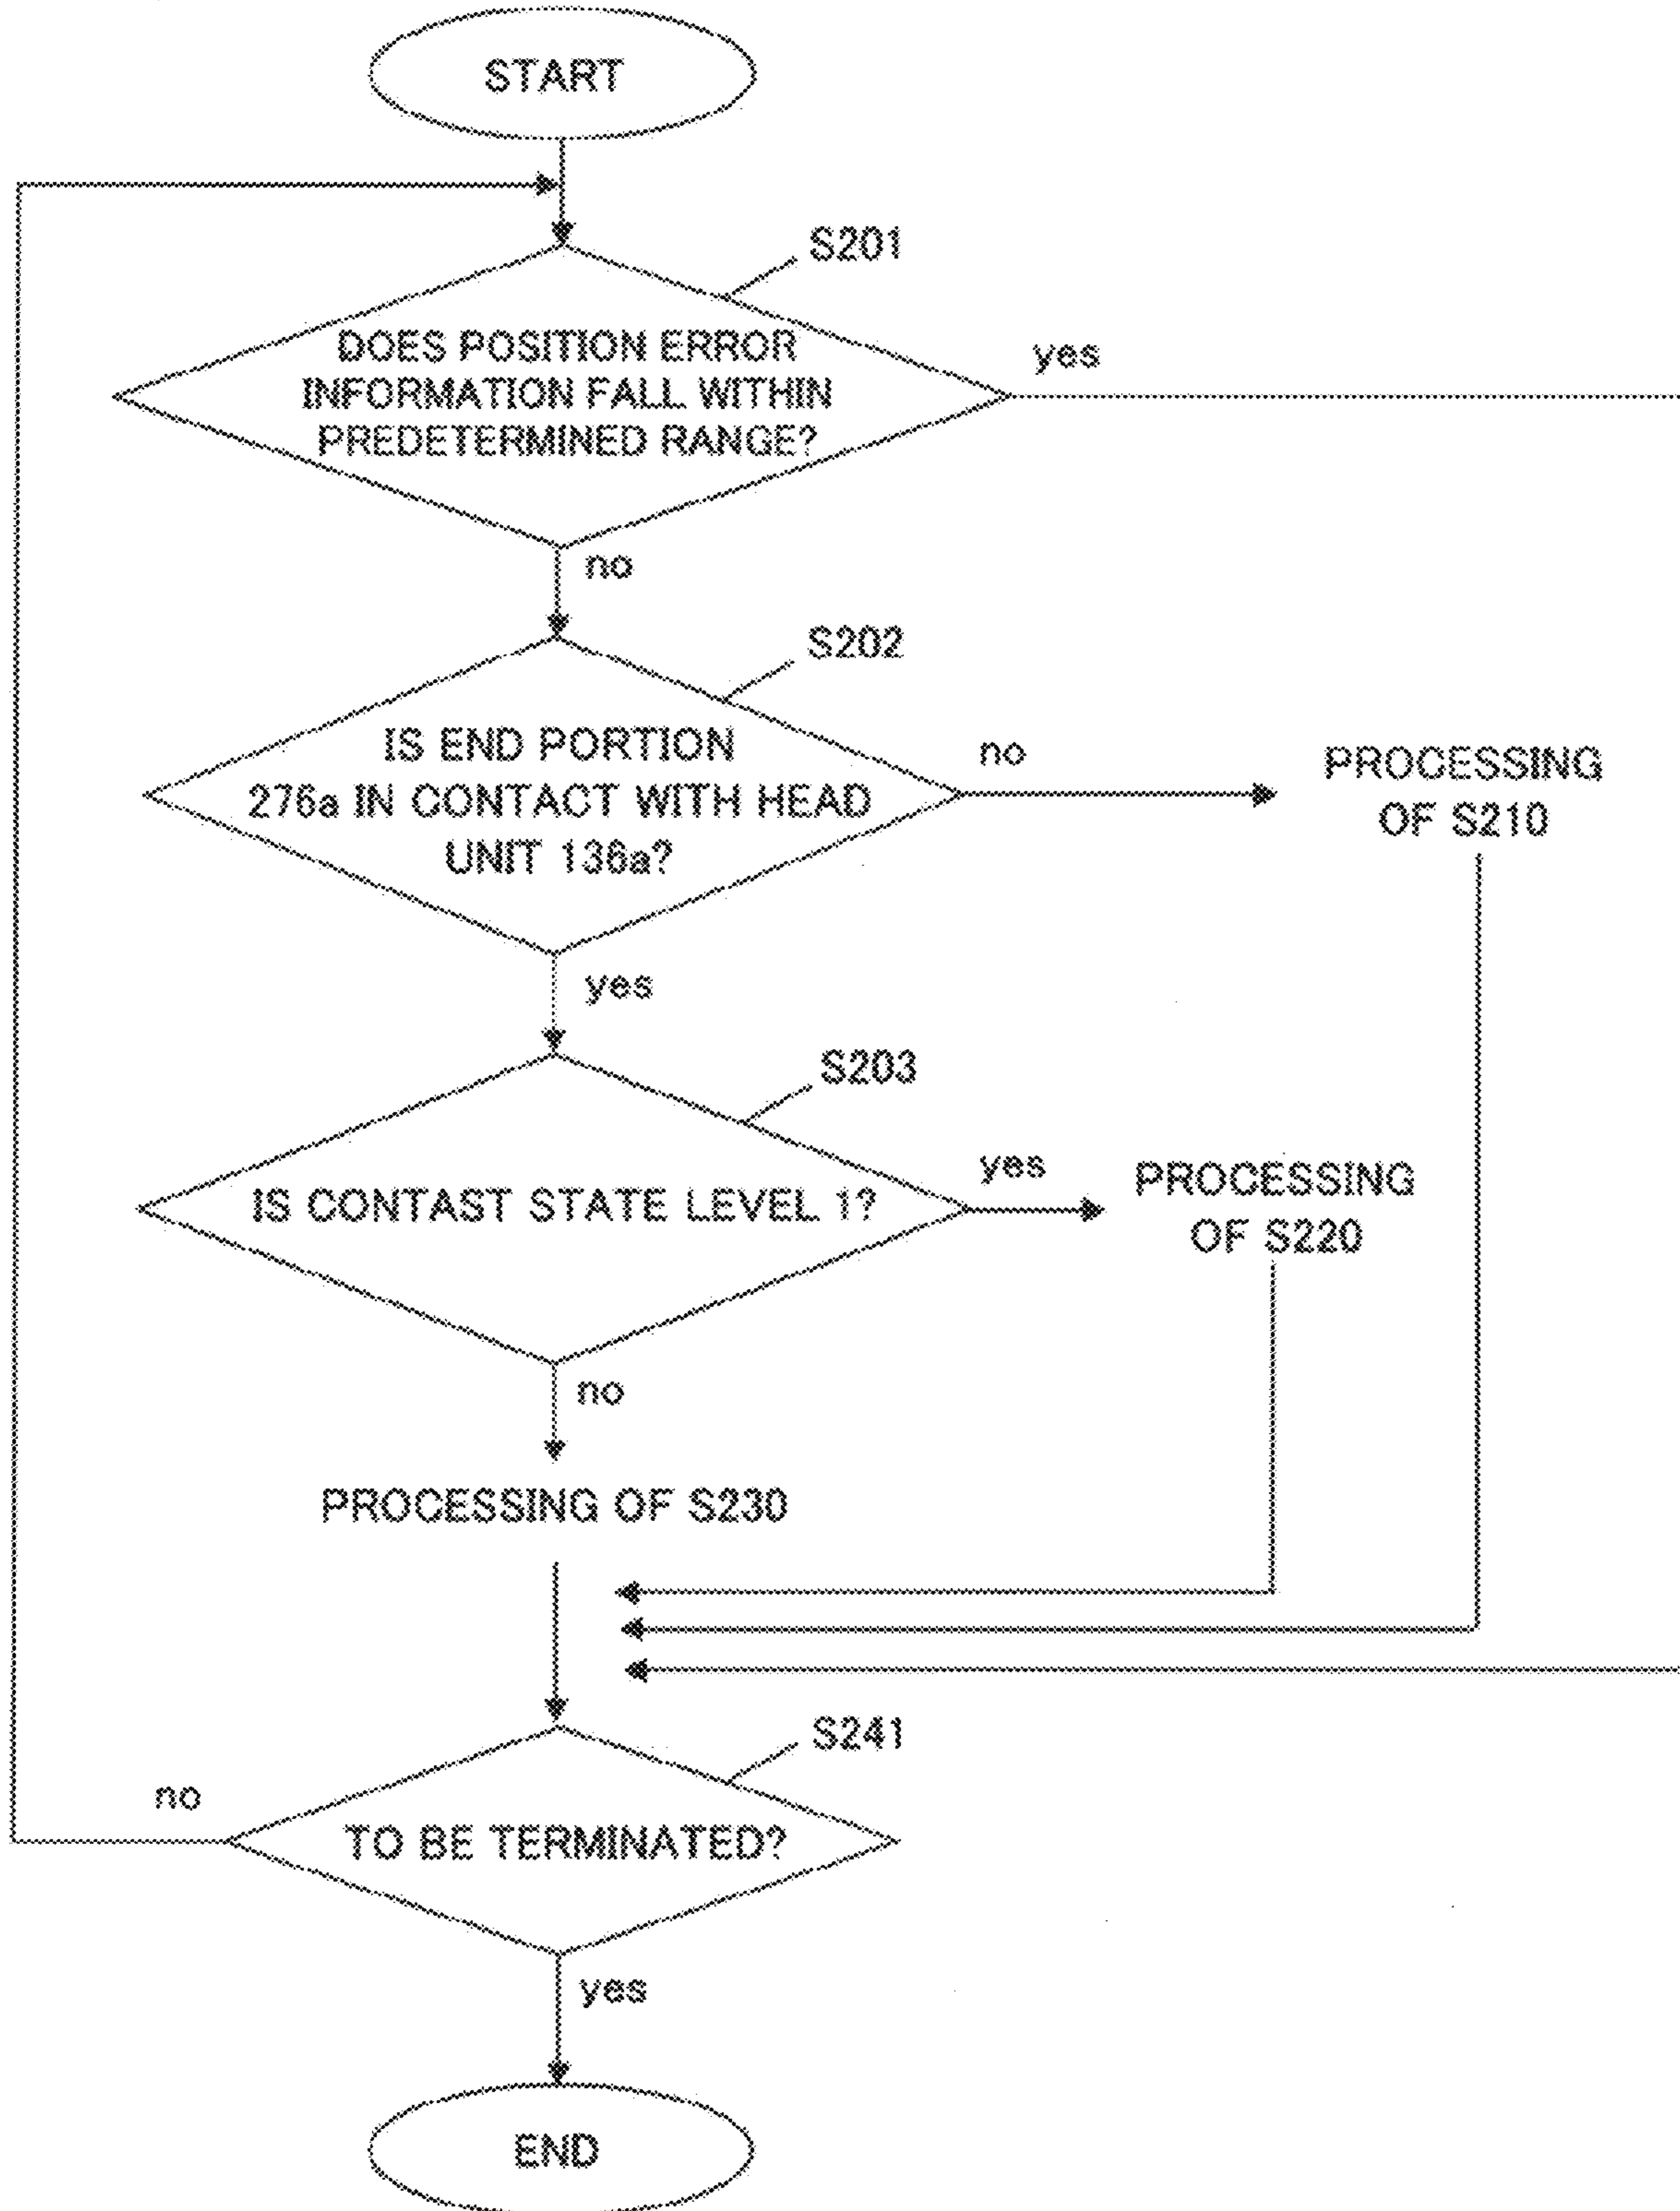 START
S201
DOES POSITION ERROR
INFORMATION FALL WITHIN
PREDETERMINED RANGE?
yes
no
S202
IS END PORTION
276a IN CONTACT WITH HEAD
UNIT 136a?
no
PROCESSING
OF S210
yes
S203
IS CONTAST STATE LEVEL 1?
yes
PROCESSING
OF S220
no
PROCESSING OF S230
S241
no
TO BE TERMINATED?
yes
END